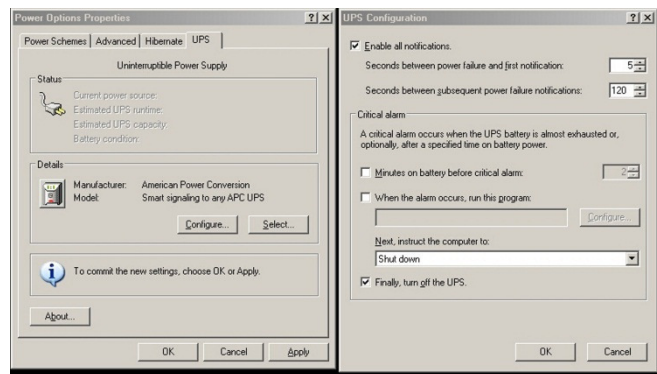 Power Options Properties
Power Schemes Advanced Hibernate UPS
Uninterruptible Power Supply
Status
Current power source:
Estimated UPS runtime:
Estimated UPS capacity:
Battery condition:
Details
Manufacturer: American Power Conversion
Model: Smart signaling to any APC UPS
Configure... Select...
To commit the new settings, choose OK or Apply.
About...
OK Cancel Apply
UPS Configuration
Enable all notifications.
Seconds between power failure and first notification: 5
Seconds between subsequent power failure notifications: 120
Critical alarm
A critical alarm occurs when the UPS battery is almost exhausted or,
optionally, after a specified time on battery power.
Minutes on battery before critical alarm: 2
When the alarm occurs, run this program:
Configure...
Next, instruct the computer to:
Shut down
Finally, turn off the UPS.
OK Cancel